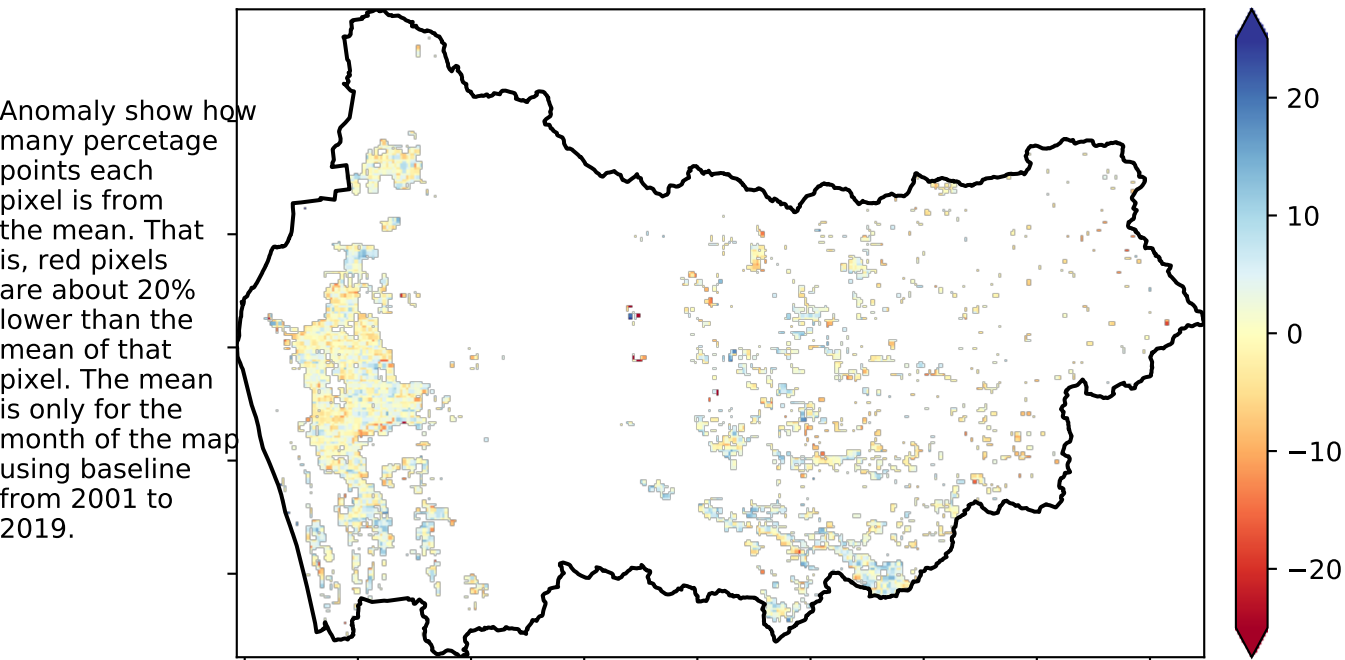 Anomaly show how
many percetage
points each
pixel is from
the mean. That
is, red pixels
are about 20%
lower than the
mean of that
pixel. The mean
is only for the
month of the map
using baseline
from 2001 to
2019.
20
10
0
−10
−20